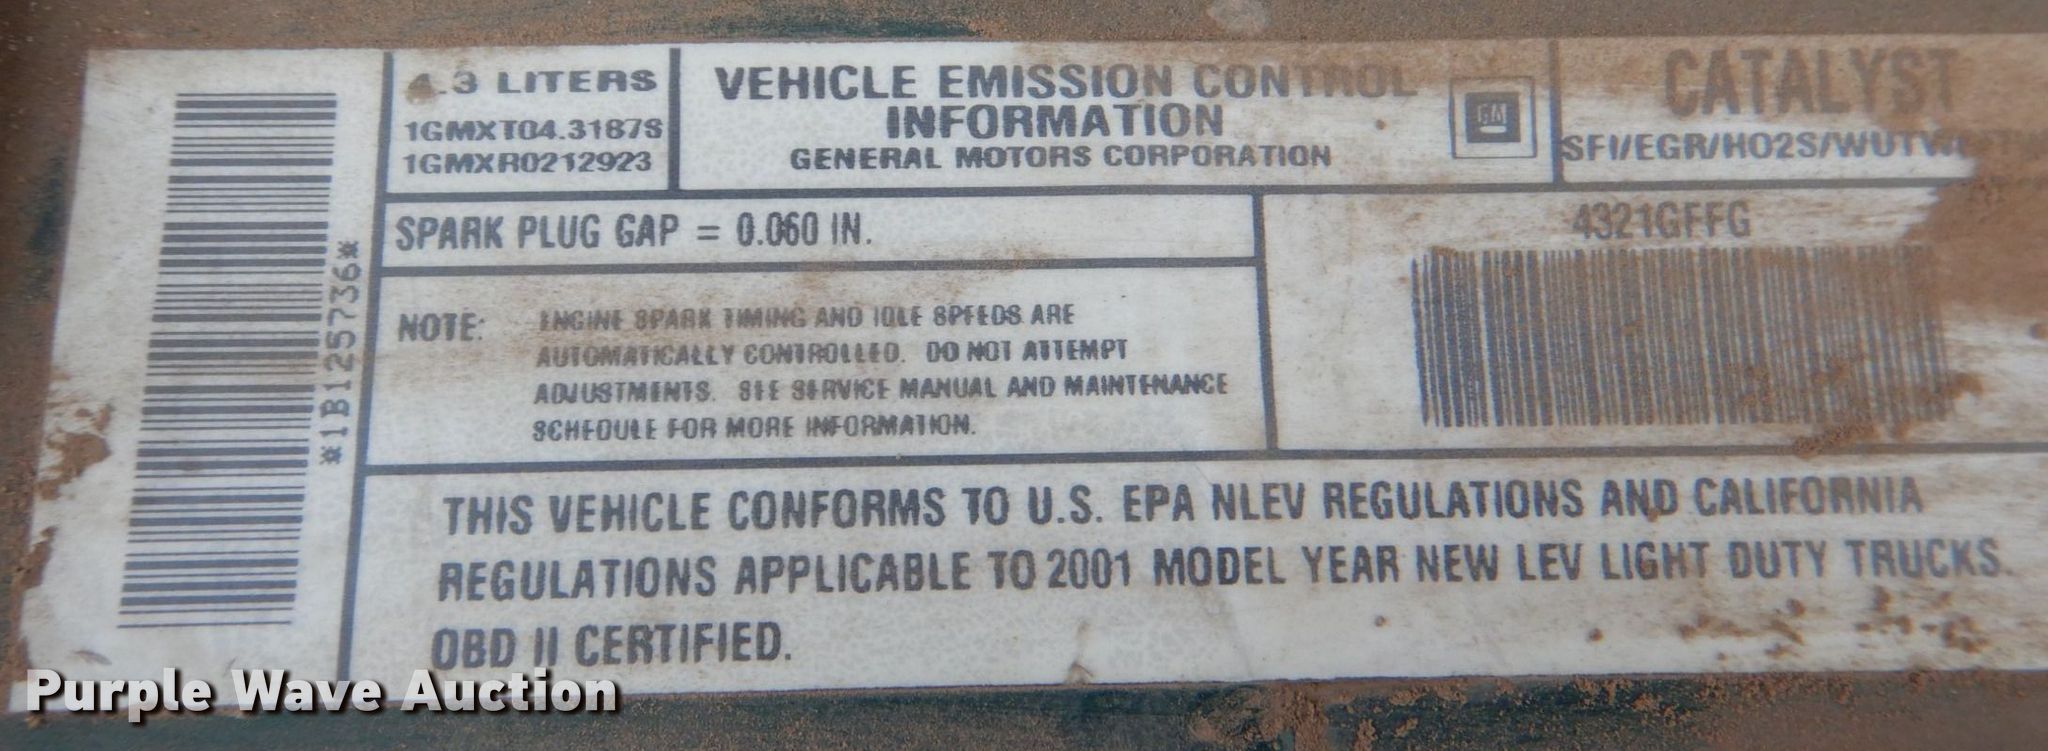 *1B125736*
4.3 LITERS
1GMXT04.3187S
1GMXR0212923
VEHICLE EMISSION CONTROL
INFORMATION
GENERAL MOTORS CORPORATION
GM
CATALYST
SFI/EGR/HO2S/
SPARK PLUG GAP = 0.060 IN.
4321GFFG
NOTE: ENGINE SPARK TIMING AND IDLE SPEEDS ARE
AUTOMATICALLY CONTROLLED. DO NOT ATTEMPT
ADJUSTMENTS. SEE SERVICE MANUAL AND MAINTENANCE
SCHEDULE FOR MORE INFORMATION.
THIS VEHICLE CONFORMS TO U.S. EPA NLEV REGULATIONS AND CALIFORNIA
REGULATIONS APPLICABLE TO 2001 MODEL YEAR NEW LEV LIGHT DUTY TRUCKS.
OBD II CERTIFIED.
Purple Wave Auction